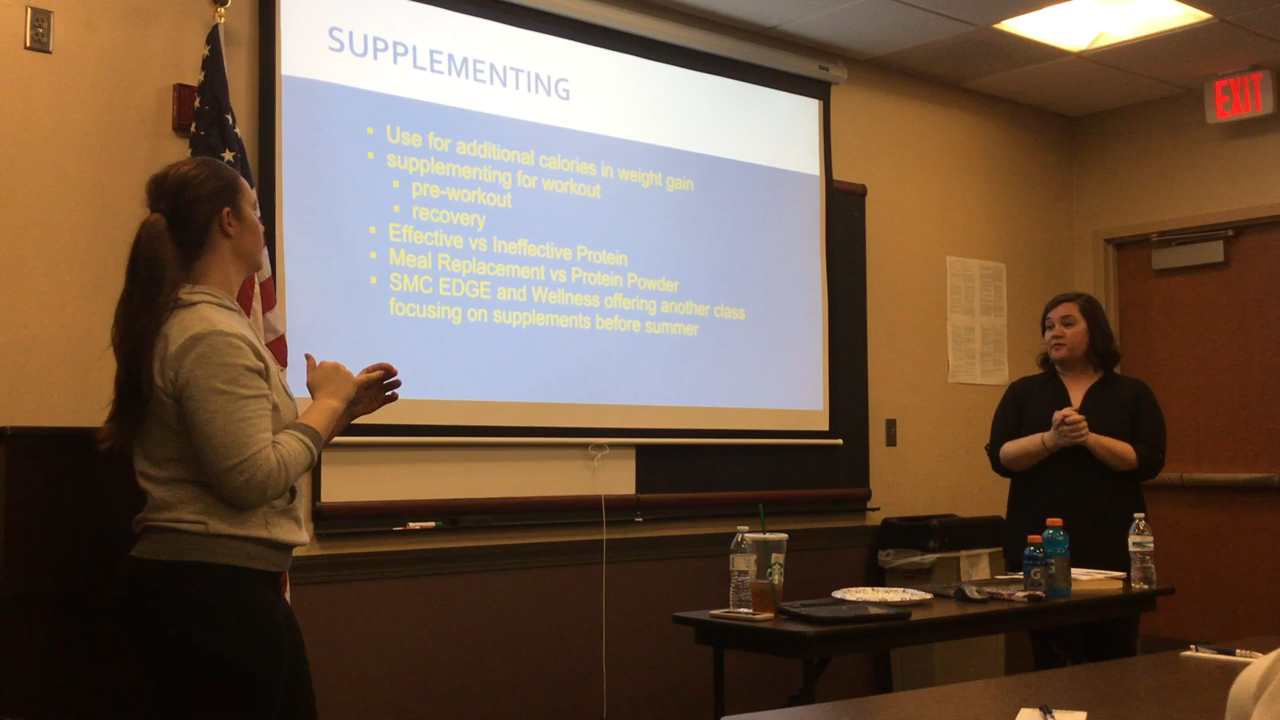 SUPPLEMENTING
Use for additional calories in weight gain
supplementing for workout
pre-workout
recovery
Effective vs Ineffective Protein
Meal Replacement vs Protein Powder
SMC EDGE and Wellness offering another class
focusing on supplements before summer
EXIT